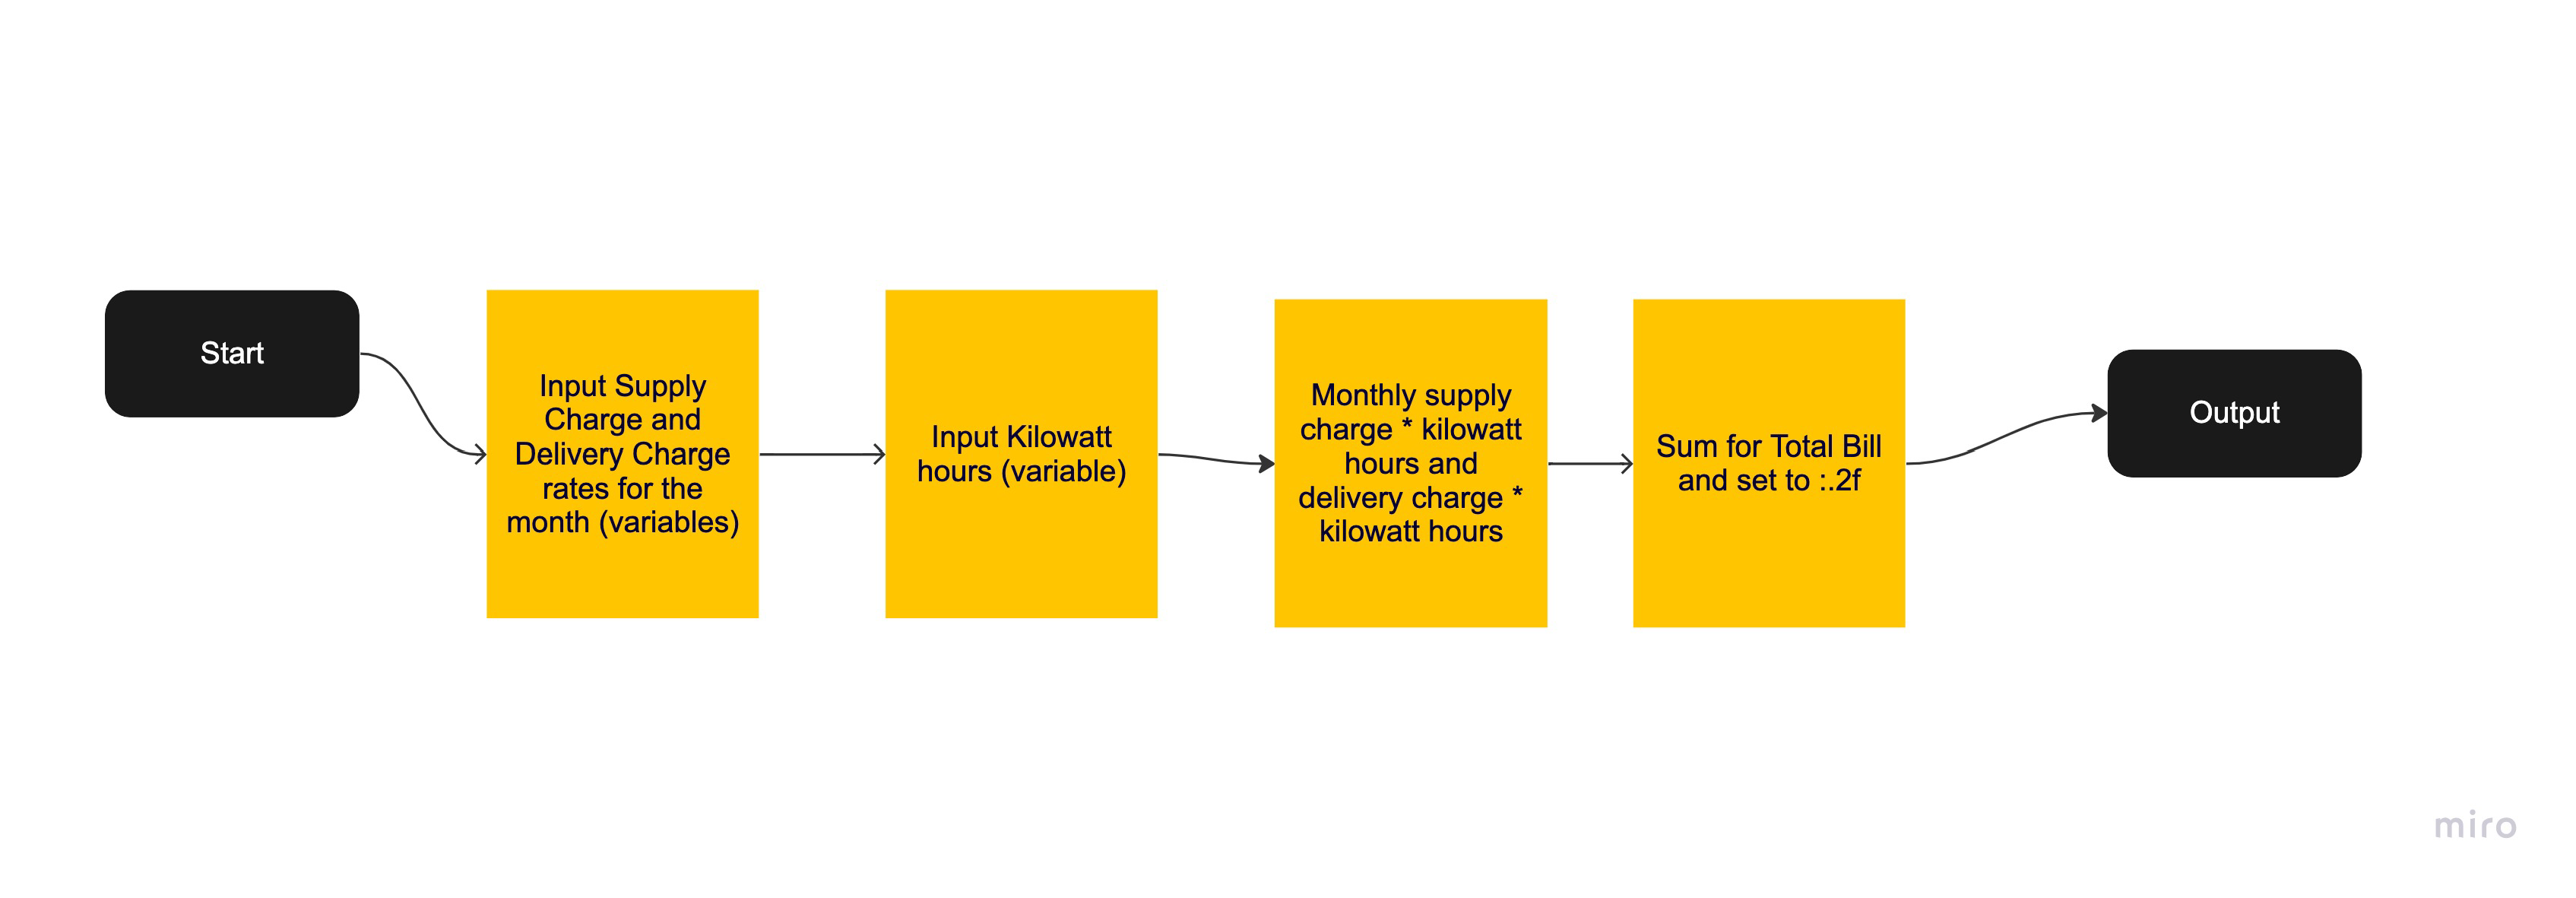 Start
Input Supply
Charge and
Delivery Charge
rates for the
month (variables)
Input Kilowatt
hours (variable)
Monthly supply
charge * kilowatt
hours and
delivery charge *
kilowatt hours
Sum for Total Bill
and set to :.2f
Output
miro